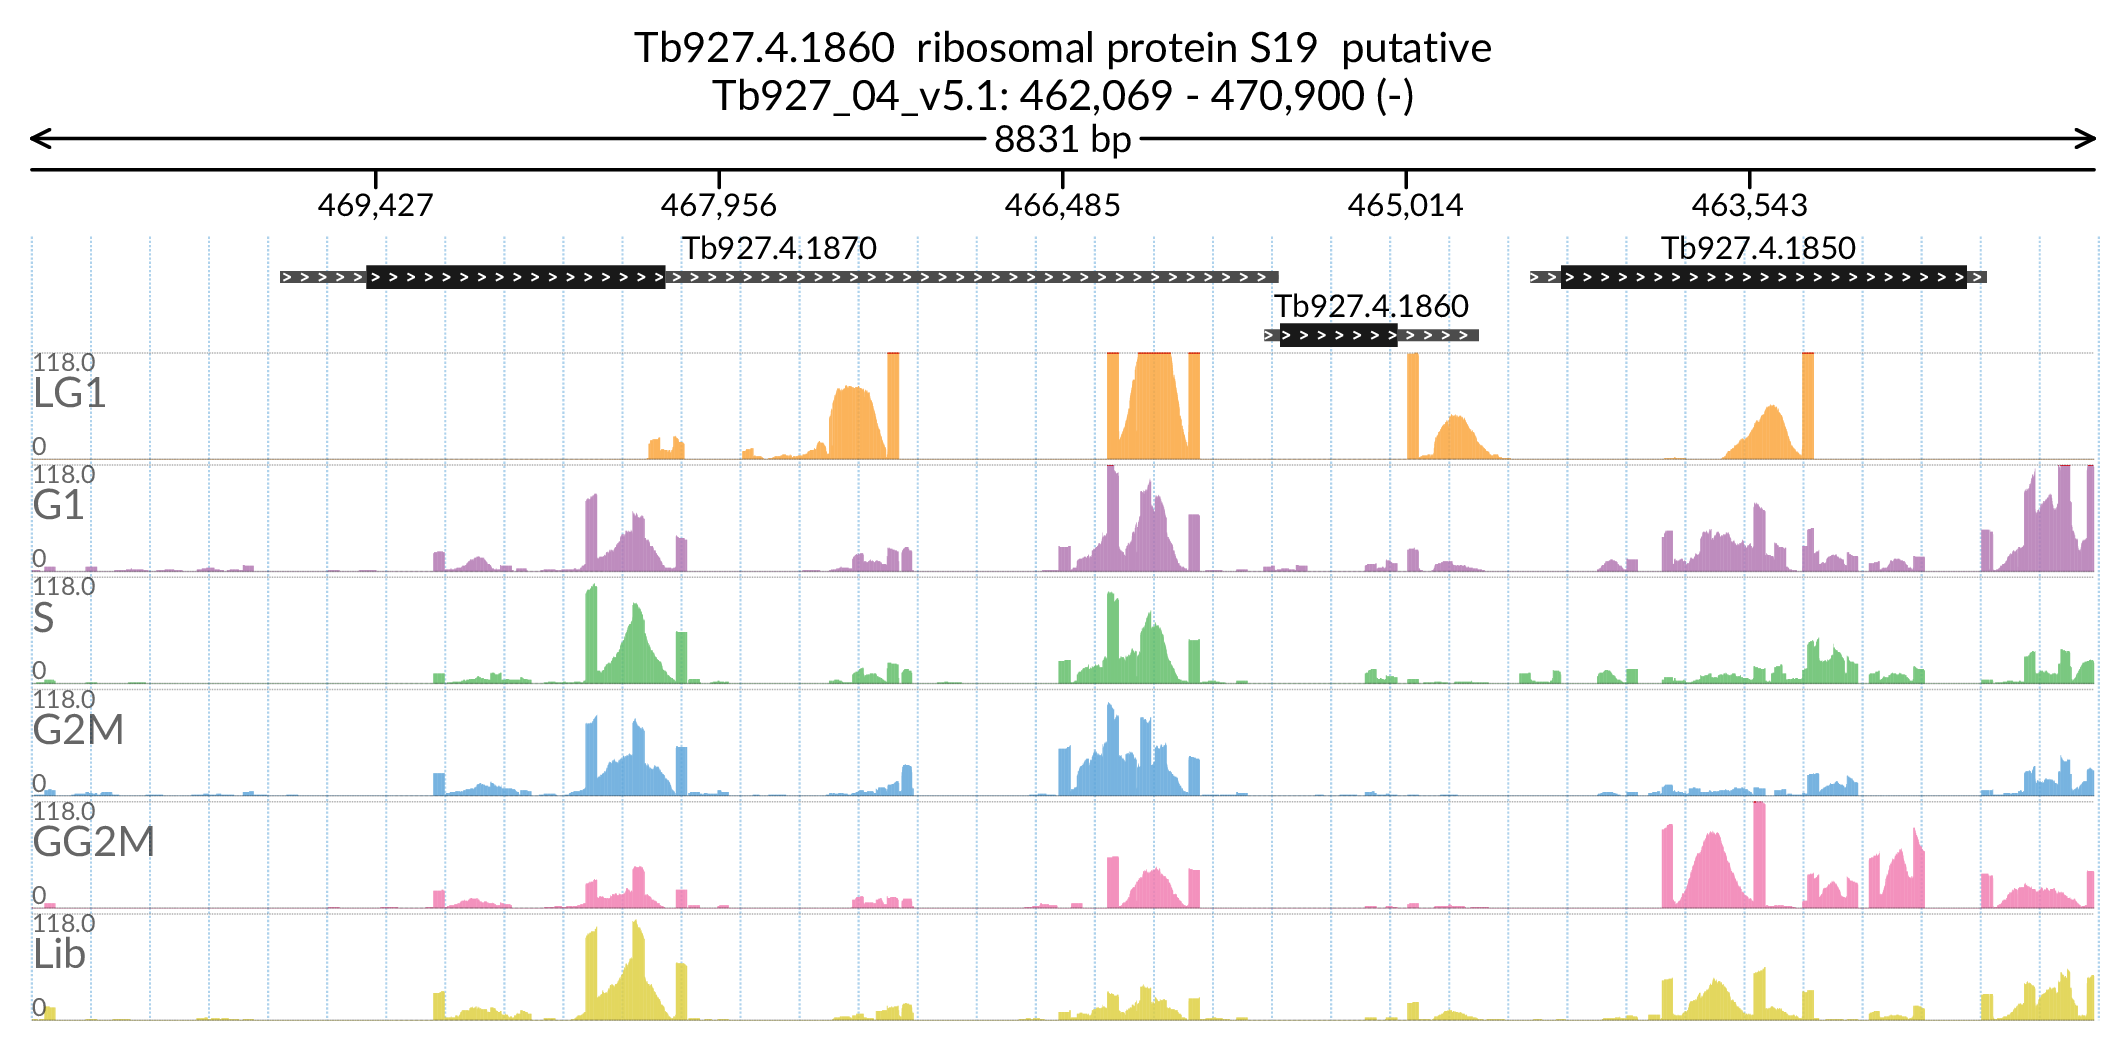 Tb927.4.1860 ribosomal protein S19 putative
Tb927_04_v5.1: 462,069 - 470,900 (-)
8831 bp
469,427 467,956 466,485 465,014 463,543
Tb927.4.1870 Tb927.4.1850
Tb927.4.1860
118.0
LG1
0
118.0
G1
0
118.0
S
0
118.0
G2M
0
118.0
GG2M
0
118.0
Lib
0